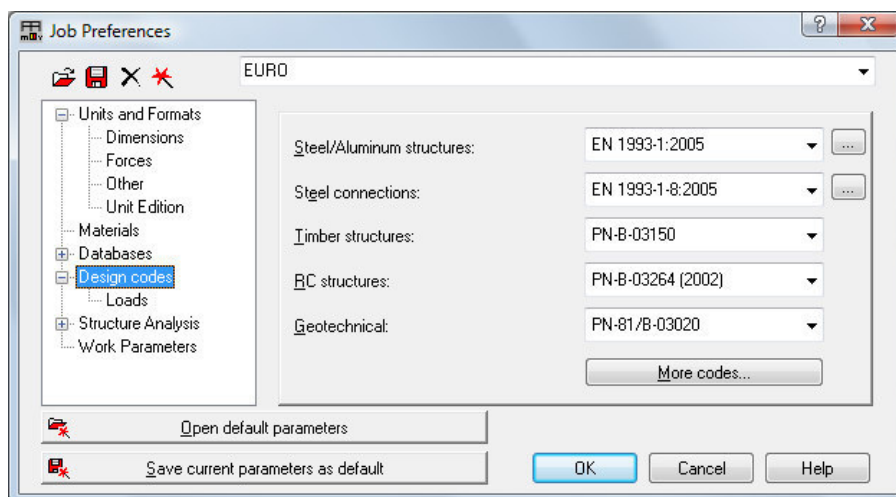 Job Preferences
EURO
Units and Formats
Dimensions
Forces
Other
Unit Edition
Materials
Databases
Design codes
Loads
Structure Analysis
Work Parameters
Steel/Aluminum structures: EN 1993-1:2005 ...
Steel connections: EN 1993-1-8:2005 ...
Timber structures: PN-B-03150
RC structures: PN-B-03264 (2002)
Geotechnical: PN-81/B-03020
More codes...
Open default parameters
Save current parameters as default
OK Cancel Help